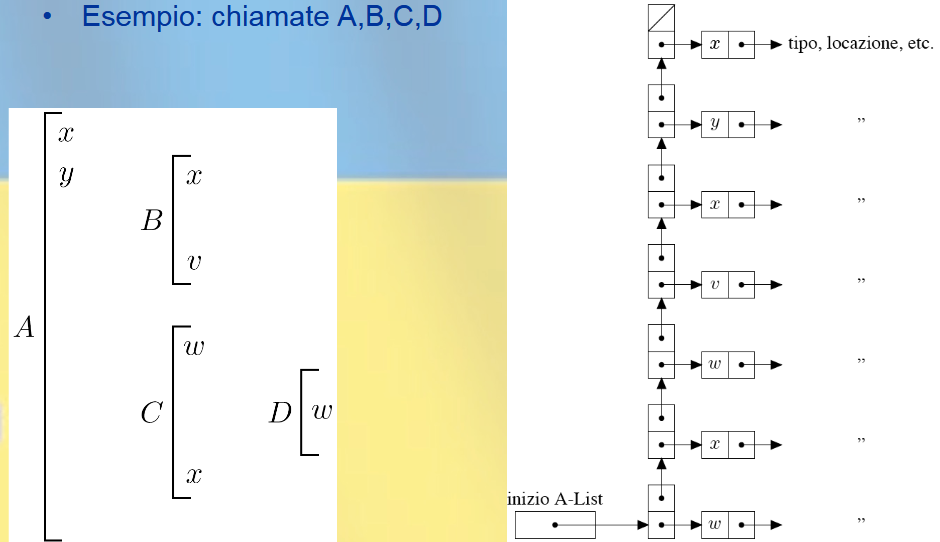 • Esempio: chiamate A,B,C,D
x
y
B
x
v
A
w
C
D
w
x
x
tipo, locazione, etc.
y
”
x
”
v
”
w
”
x
”
inizio A-List
w
”